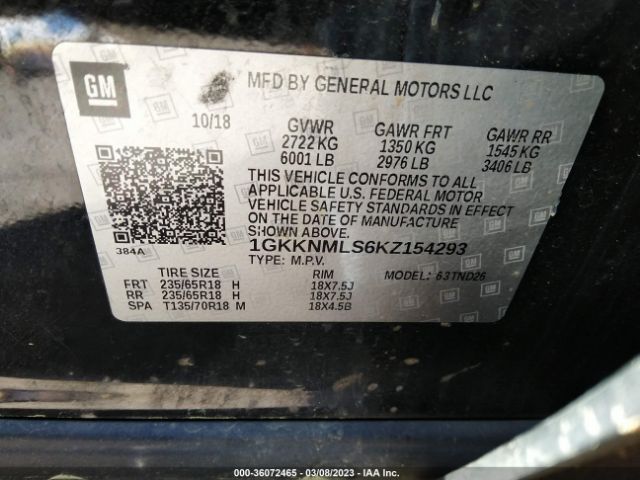 GM
MFD BY GENERAL MOTORS LLC
10/18
GVWR GAWR FRT GAWR RR
2722 KG 1350 KG 1545 KG
6001 LB 2976 LB 3406 LB
THIS VEHICLE CONFORMS TO ALL
APPLICABLE U.S. FEDERAL MOTOR
VEHICLE SAFETY STANDARDS IN EFFECT
ON THE DATE OF MANUFACTURE
SHOWN ABOVE.
384A
1GKKNMLS6KZ154293
TYPE: M.P.V. MODEL: 63TND26
TIRE SIZE RIM
FRT 235/65R18 H 18X7.5J
RR 235/65R18 H 18X7.5J
SPA T135/70R18 M 18X4.5B
000-36072465 - 03/08/2023 - IAA Inc.